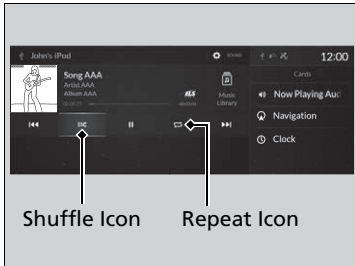 John's iPod
SOUND
12:00
Song AAA
Artist AAA
Album AAA
Music
Library
Cards
Now Playing Auc
Navigation
Clock
Shuffle Icon
Repeat Icon